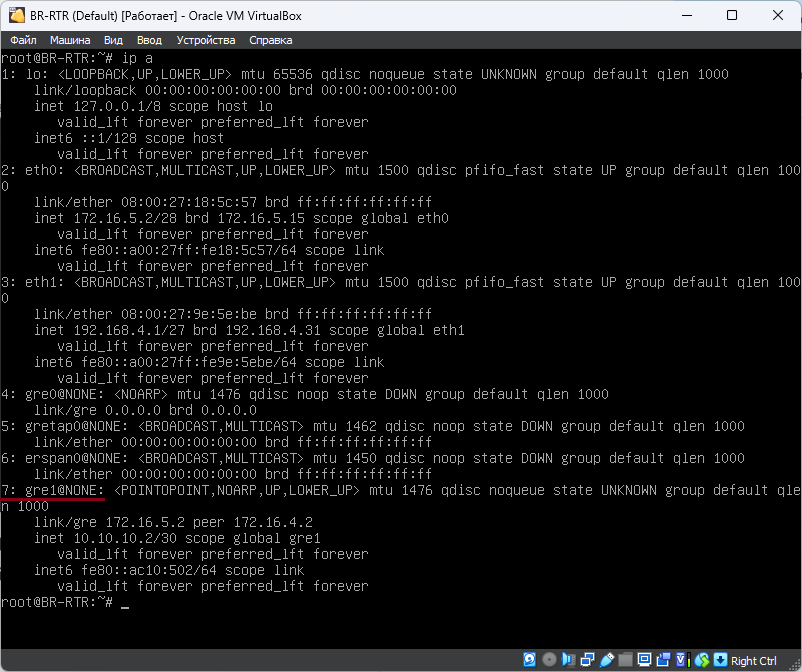 BR-RTR (Default) [Работает] - Oracle VM VirtualBox
Файл Машина Вид Ввод Устройства Справка
root@BR-RTR:~# ip a
1: lo: <LOOPBACK,UP,LOWER_UP> mtu 65536 qdisc noqueue state UNKNOWN group default qlen 1000
    link/loopback 00:00:00:00:00:00 brd 00:00:00:00:00:00
    inet 127.0.0.1/8 scope host lo
       valid_lft forever preferred_lft forever
    inet6 ::1/128 scope host
       valid_lft forever preferred_lft forever
2: eth0: <BROADCAST,MULTICAST,UP,LOWER_UP> mtu 1500 qdisc pfifo_fast state UP group default qlen 100
0
    link/ether 08:00:27:18:5c:57 brd ff:ff:ff:ff:ff:ff
    inet 172.16.5.2/28 brd 172.16.5.15 scope global eth0
       valid_lft forever preferred_lft forever
    inet6 fe80::a00:27ff:fe18:5c57/64 scope link
       valid_lft forever preferred_lft forever
3: eth1: <BROADCAST,MULTICAST,UP,LOWER_UP> mtu 1500 qdisc pfifo_fast state UP group default qlen 100
0
    link/ether 08:00:27:9e:5e:be brd ff:ff:ff:ff:ff:ff
    inet 192.168.4.1/27 brd 192.168.4.31 scope global eth1
       valid_lft forever preferred_lft forever
    inet6 fe80::a00:27ff:fe9e:5ebe/64 scope link
       valid_lft forever preferred_lft forever
4: gre0@NONE: <NOARP> mtu 1476 qdisc noop state DOWN group default qlen 1000
    link/gre 0.0.0.0 brd 0.0.0.0
5: gretap0@NONE: <BROADCAST,MULTICAST> mtu 1462 qdisc noop state DOWN group default qlen 1000
    link/ether 00:00:00:00:00:00 brd ff:ff:ff:ff:ff:ff
6: erspan0@NONE: <BROADCAST,MULTICAST> mtu 1450 qdisc noop state DOWN group default qlen 1000
    link/ether 00:00:00:00:00:00 brd ff:ff:ff:ff:ff:ff
7: gre1@NONE: <POINTOPOINT,NOARP,UP,LOWER_UP> mtu 1476 qdisc noqueue state UNKNOWN group default qle
n 1000
    link/gre 172.16.5.2 peer 172.16.4.2
    inet 10.10.10.2/30 scope global gre1
       valid_lft forever preferred_lft forever
    inet6 fe80::ac10:502/64 scope link
       valid_lft forever preferred_lft forever
root@BR-RTR:~# _
Right Ctrl